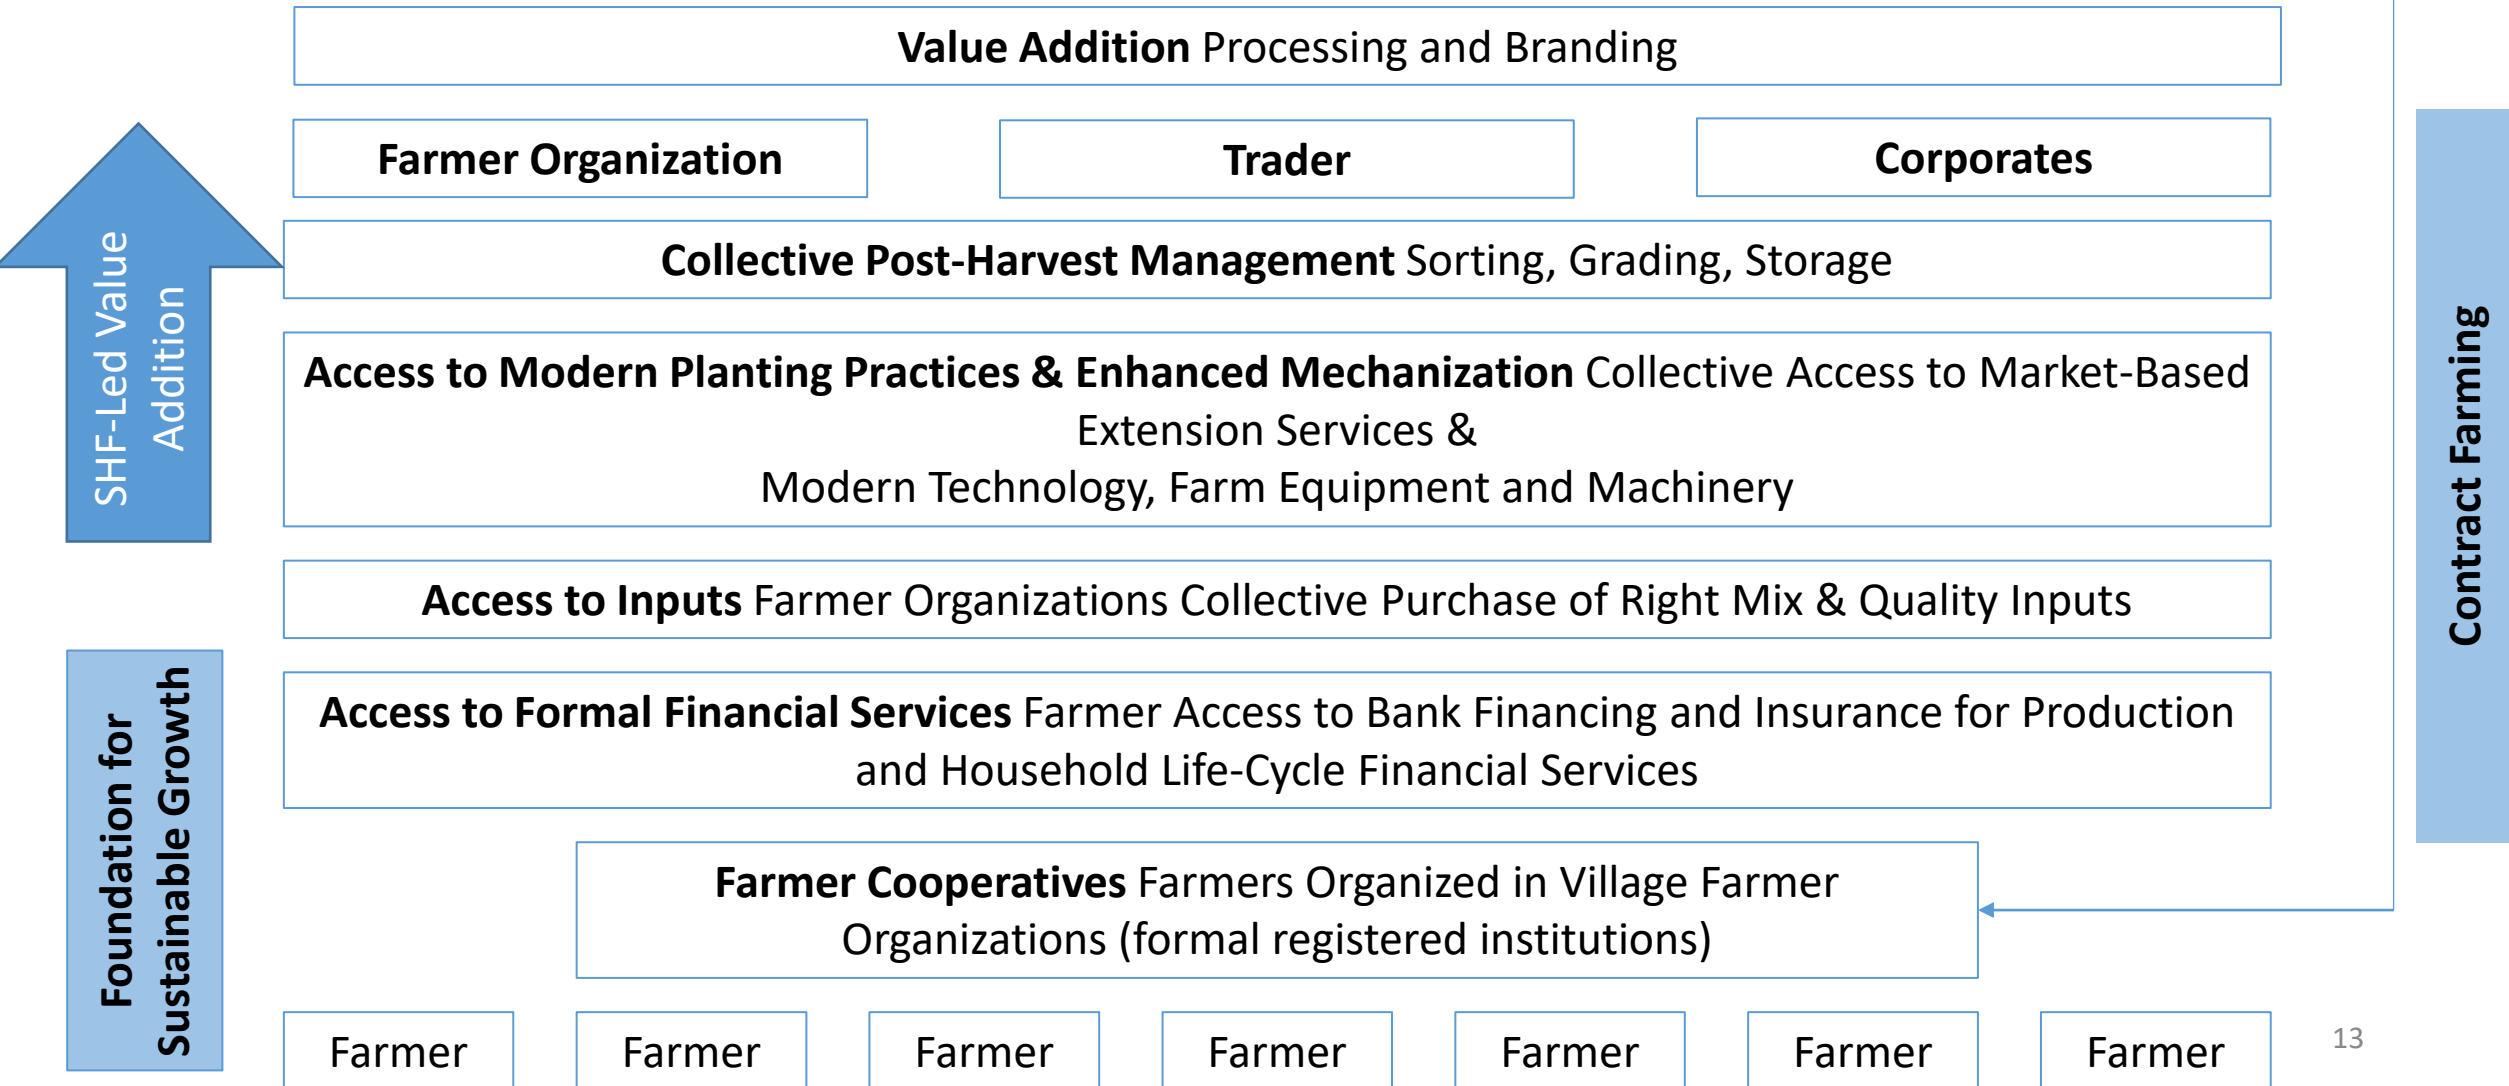 Value Addition Processing and Branding
Farmer Organization
Trader
Corporates
Collective Post-Harvest Management Sorting, Grading, Storage
SHF-Led Value
Addition
Access to Modern Planting Practices & Enhanced Mechanization Collective Access to Market-Based
Extension Services &
Modern Technology, Farm Equipment and Machinery
Contract Farming
Access to Inputs Farmer Organizations Collective Purchase of Right Mix & Quality Inputs
Foundation for
Sustainable Growth
Access to Formal Financial Services Farmer Access to Bank Financing and Insurance for Production
and Household Life-Cycle Financial Services
Farmer Cooperatives Farmers Organized in Village Farmer
Organizations (formal registered institutions)
Farmer
Farmer
Farmer
Farmer
Farmer
Farmer
Farmer
13